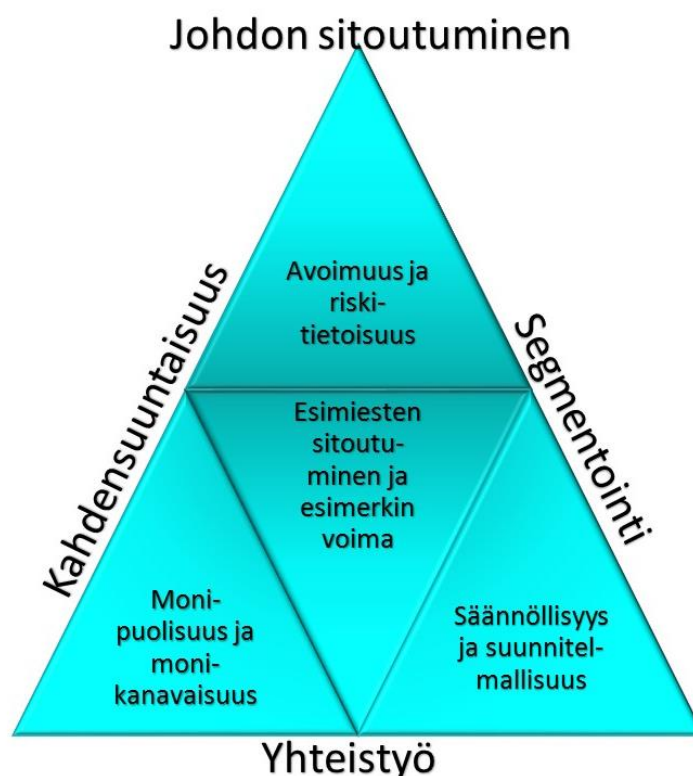 Johdon sitoutuminen
Kahdensuuntaisuus
Segmentointi
Avoimuus ja
riski-
tietoisuus
Esimiesten
sitoutu-
minen ja
esimerkin
voima
Moni-
puolisuus ja
moni-
kanavaisuus
Säännöllisyys
ja suunnitel-
mallisuus
Yhteistyö